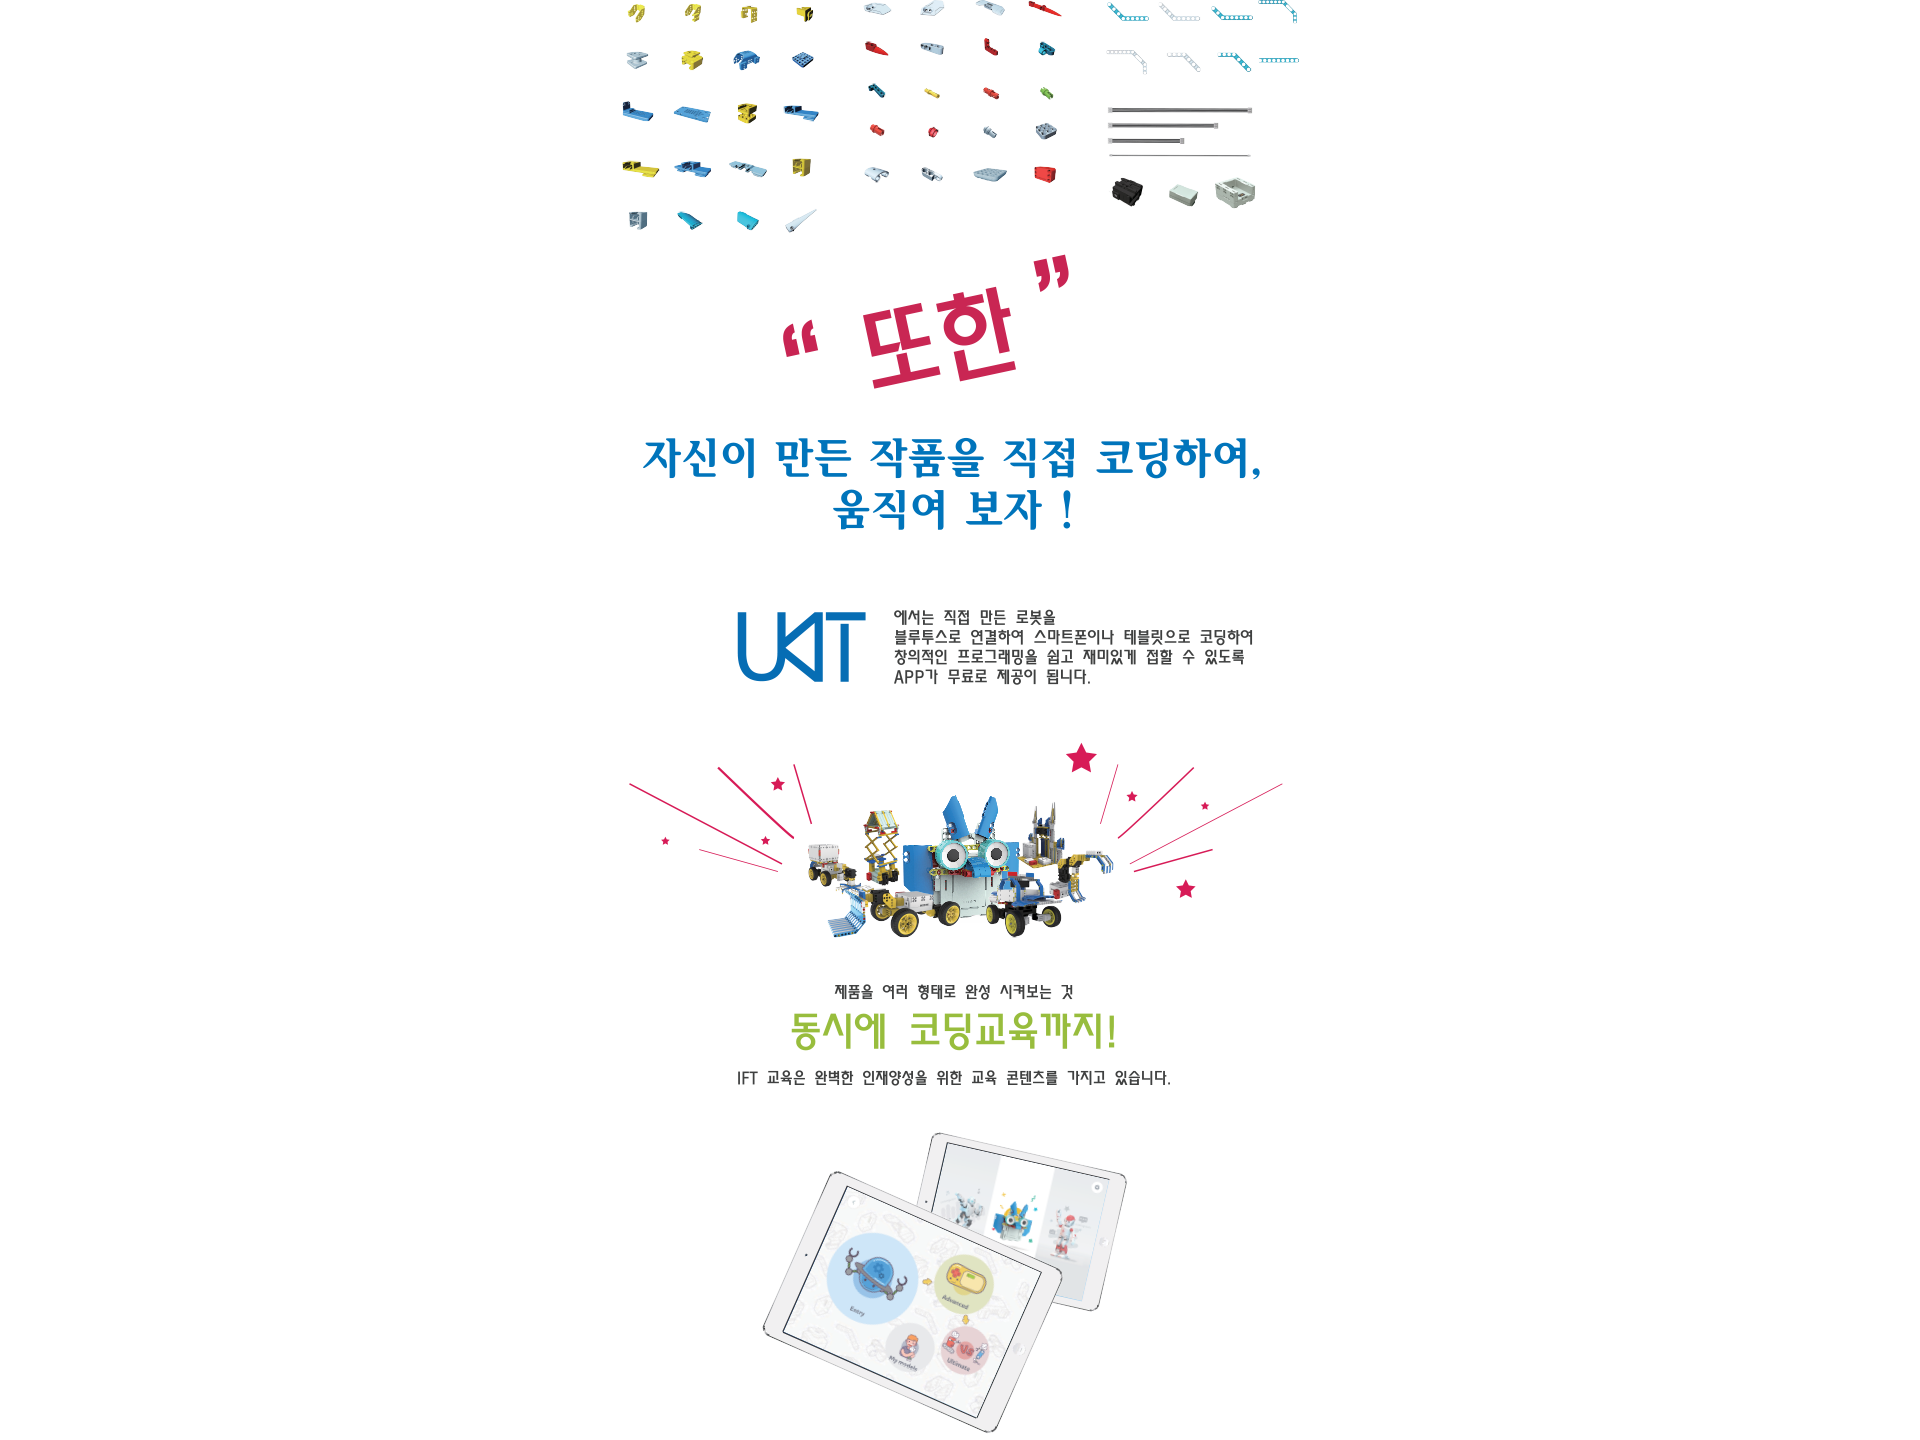 “ 또한 ”
자신이 만든 작품을 직접 코딩하여,
움직여 보자 !
UKIT
에서는 직접 만든 로봇을
블루투스로 연결하여 스마트폰이나 테블릿으로 코딩하여
창의적인 프로그래밍을 쉽고 재미있게 접할 수 있도록
APP가 무료로 제공이 됩니다.
제품을 여러 형태로 완성 시켜보는 것
동시에 코딩교육까지!
IFT 교육은 완벽한 인재양성을 위한 교육 콘텐츠를 가지고 있습니다.
Entry
Advanced
My models
Ultimate